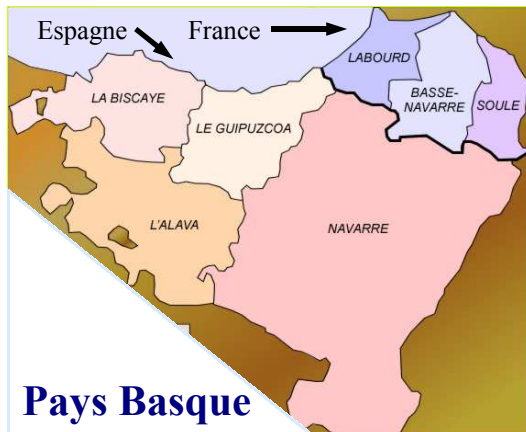 Espagne
France
LABOURD
BASSE-
NAVARRE
SOULE
LA BISCAYE
LE GUIPUZCOA
L'ALAVA
NAVARRE
Pays Basque